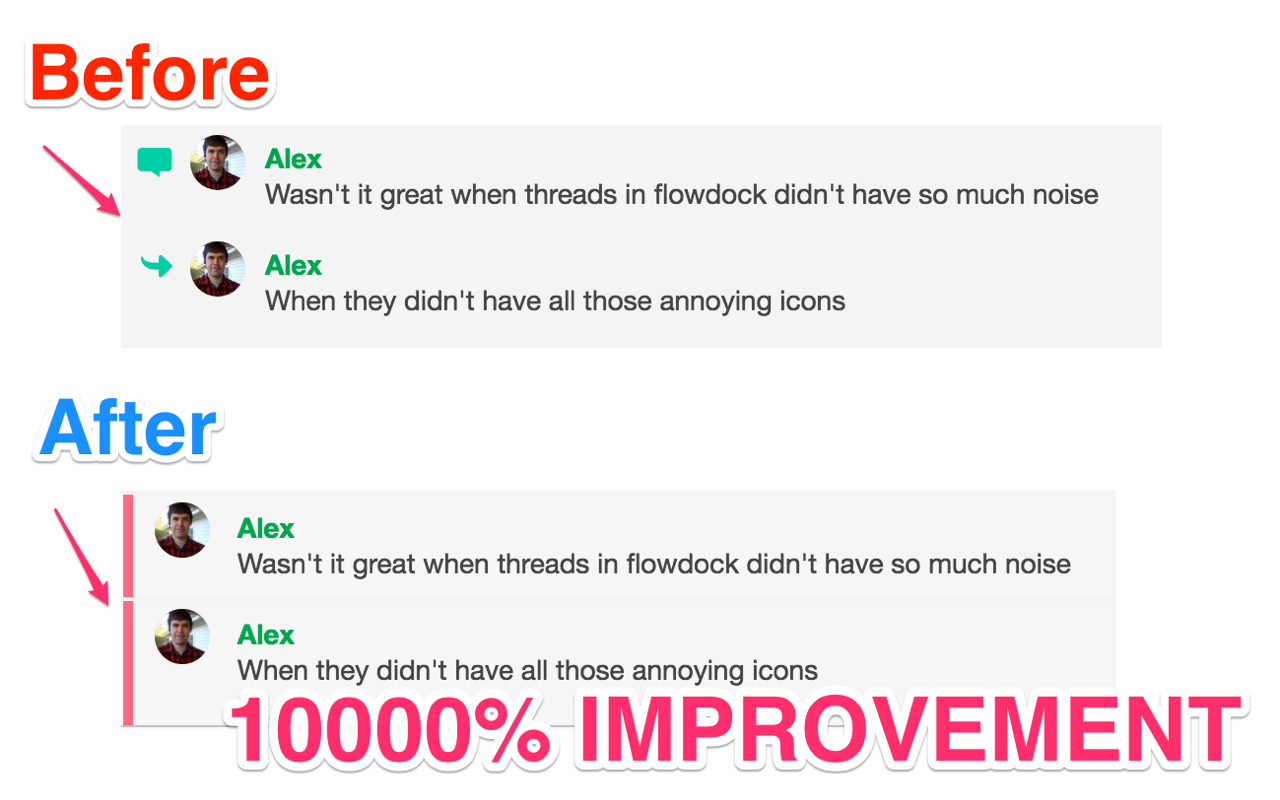 Before
Alex
Wasn't it great when threads in flowdock didn't have so much noise
Alex
When they didn't have all those annoying icons
After
Alex
Wasn't it great when threads in flowdock didn't have so much noise
Alex
When they didn't have all those annoying icons
10000% IMPROVEMENT